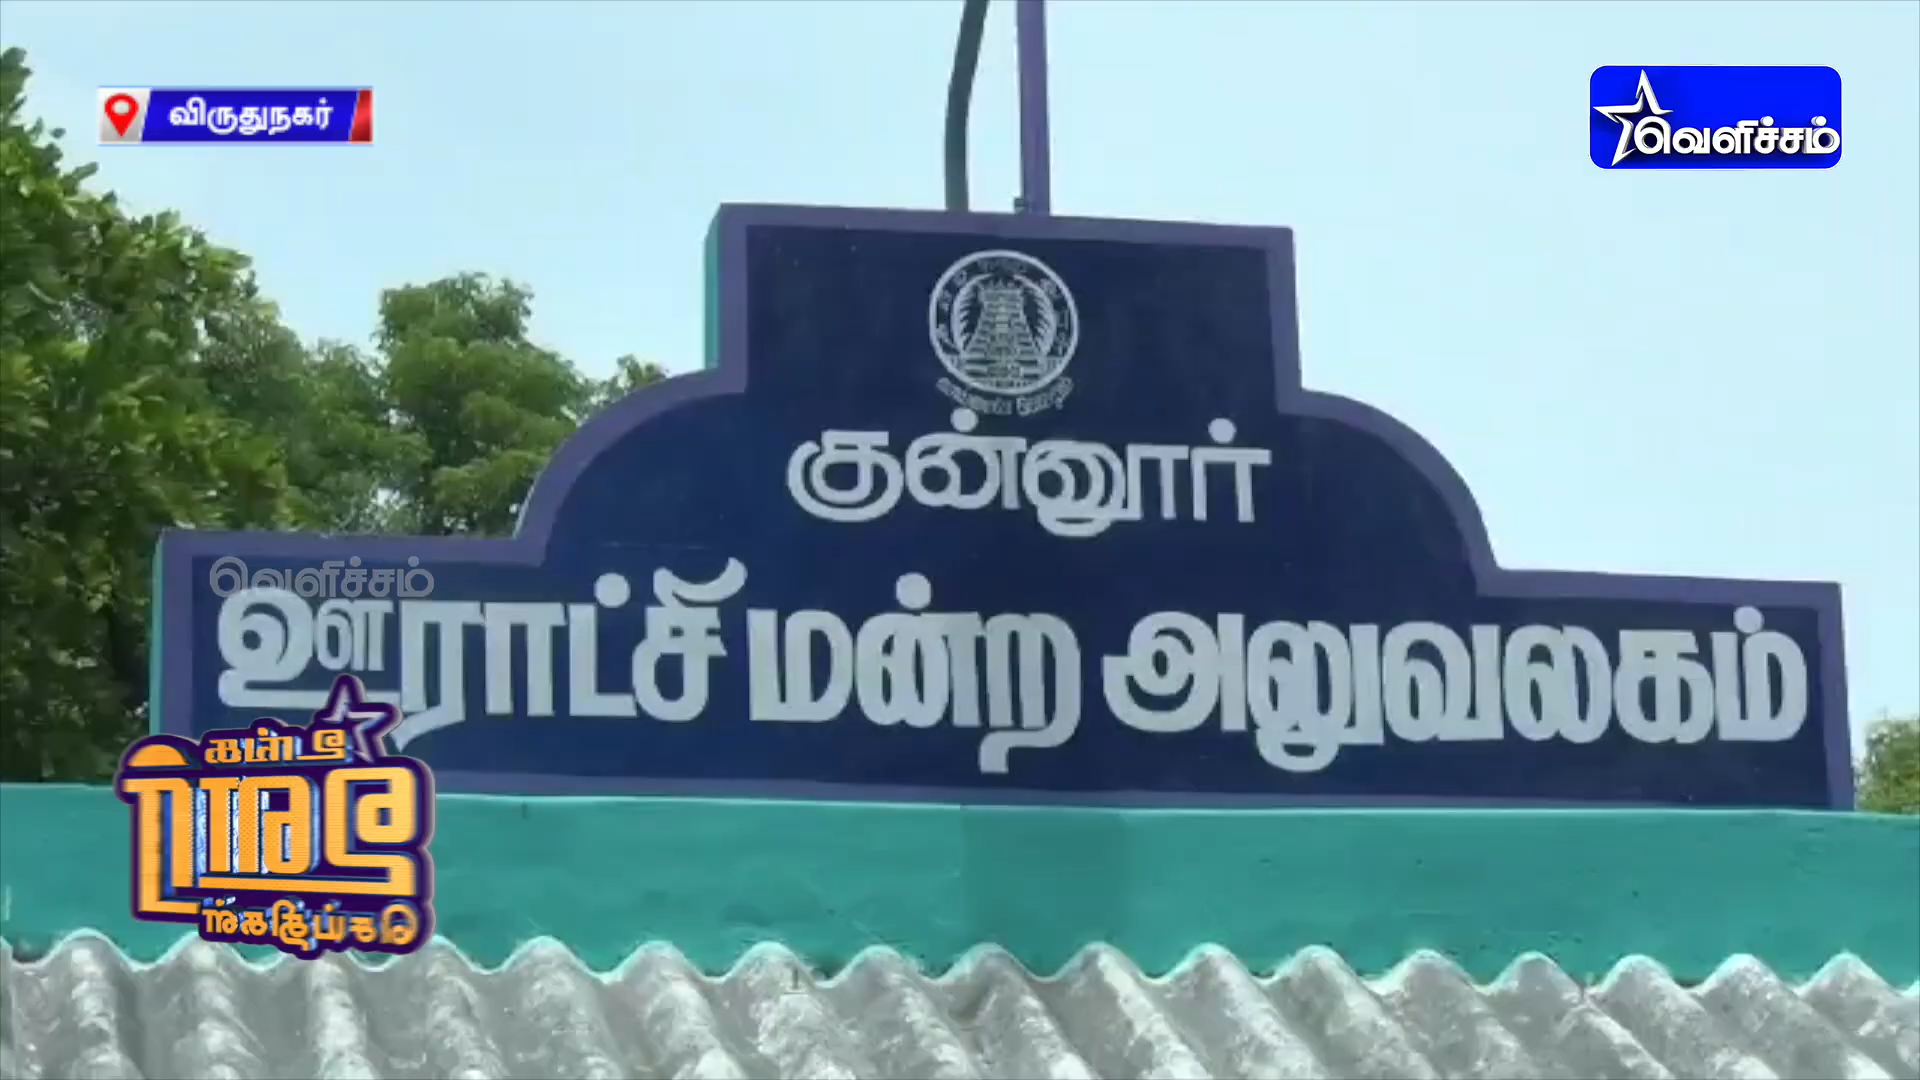 விருதுநகர்
வெளிச்சம்
குன்னூர்
வெளிச்சம்
ஊராட்சி மன்ற அலுவலகம்